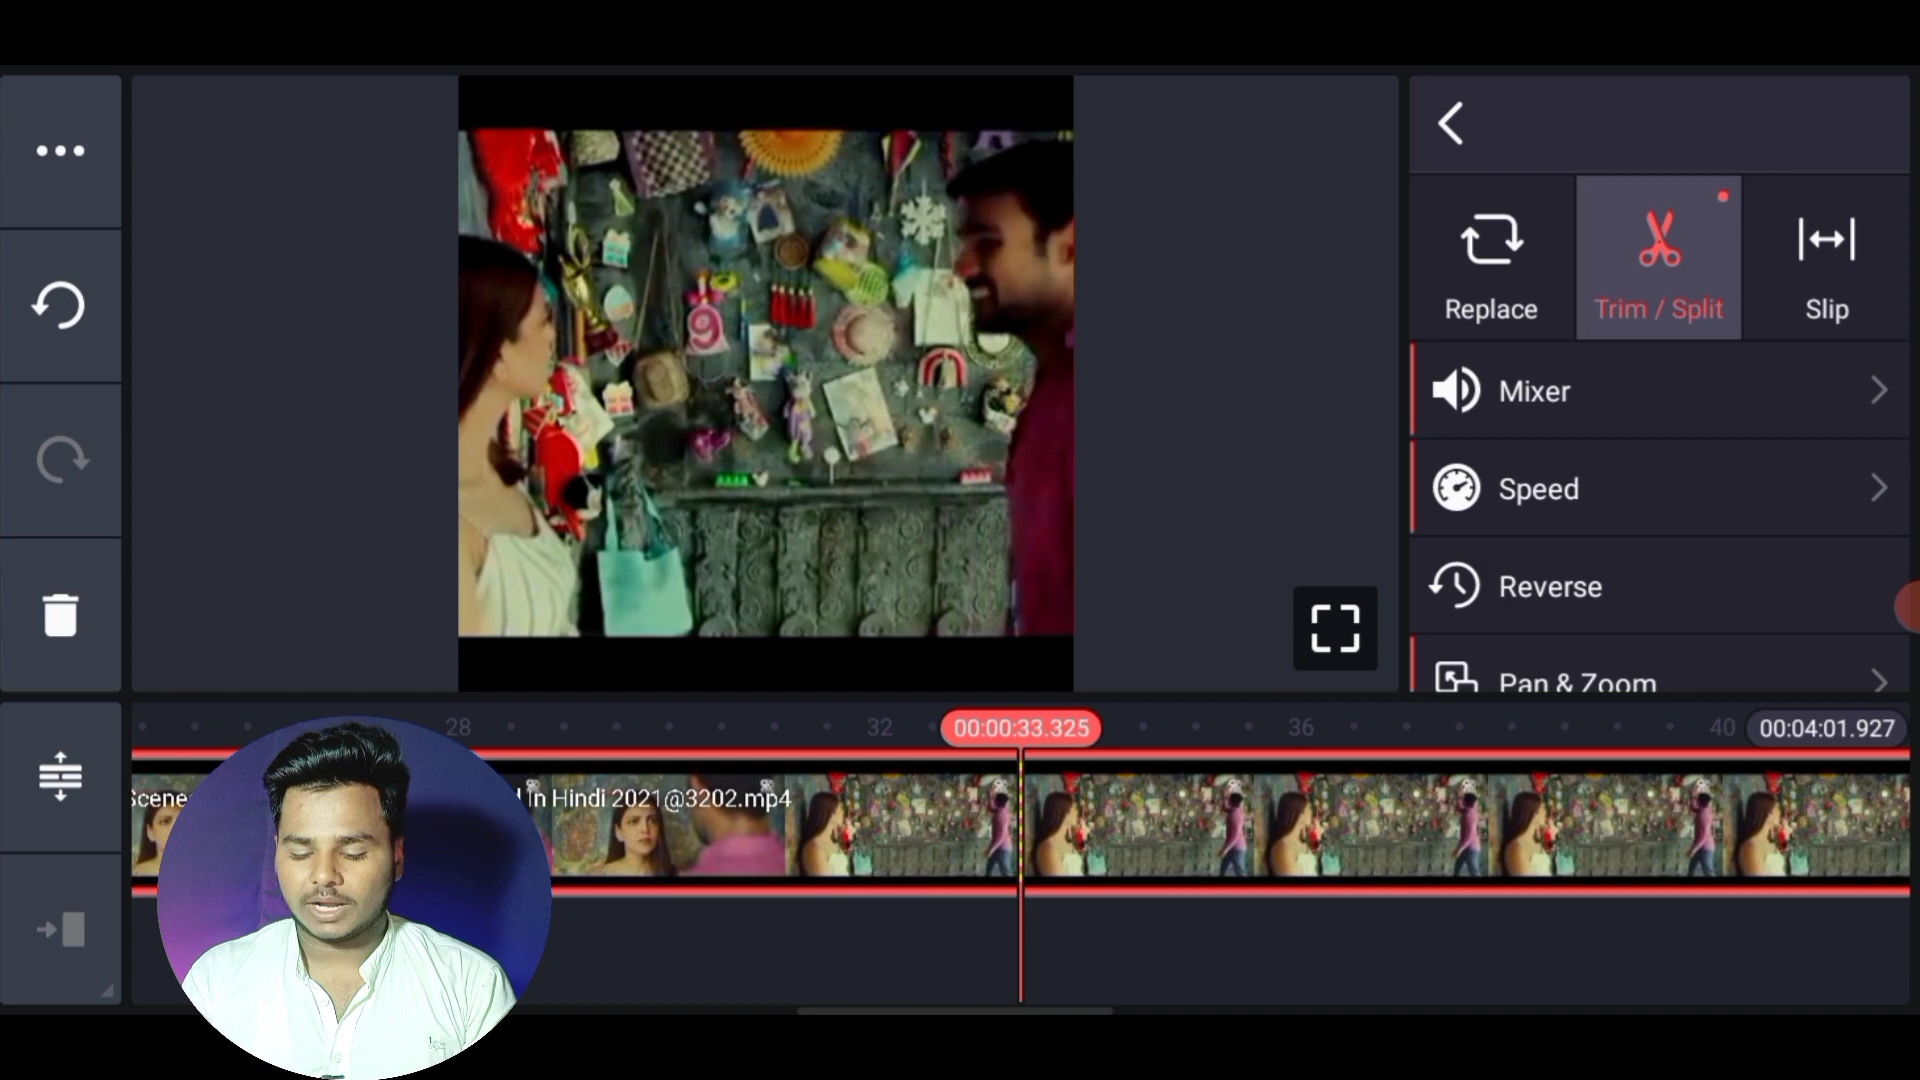 Replace
Trim / Split
Slip
Mixer
Speed
Reverse
Pan & Zoom
28
32
00:00:33.325
36
40
00:04:01.927
Scene
In Hindi 2021@3202.mp4
9